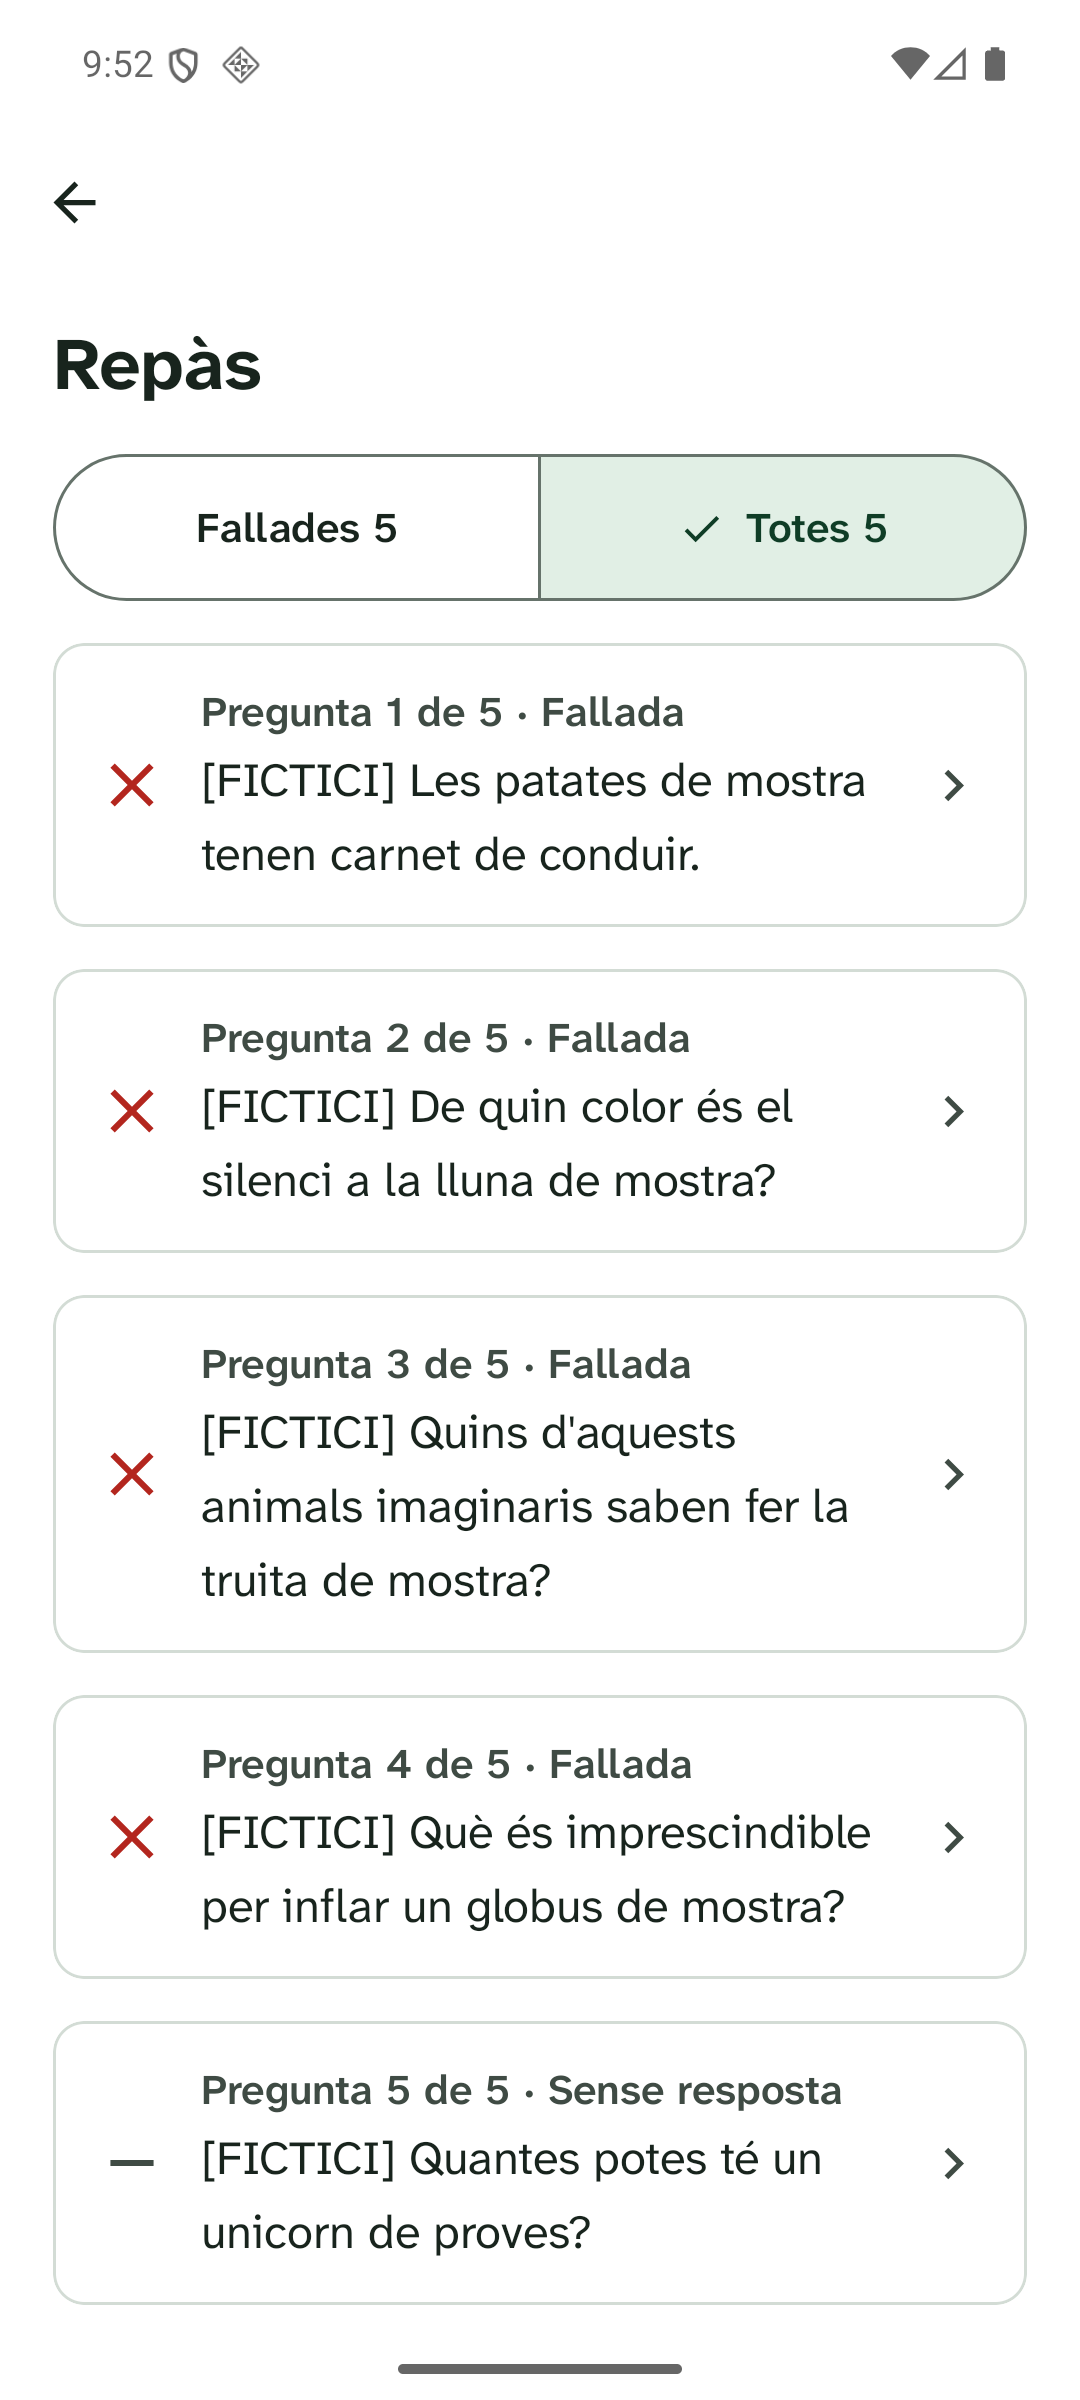 9:52
Repàs
Fallades 5
Totes 5
Pregunta 1 de 5 · Fallada
[FICTICI] Les patates de mostra
tenen carnet de conduir.
Pregunta 2 de 5 · Fallada
[FICTICI] De quin color és el
silenci a la lluna de mostra?
Pregunta 3 de 5 · Fallada
[FICTICI] Quins d'aquests
animals imaginaris saben fer la
truita de mostra?
Pregunta 4 de 5 · Fallada
[FICTICI] Què és imprescindible
per inflar un globus de mostra?
Pregunta 5 de 5 · Sense resposta
[FICTICI] Quantes potes té un
unicorn de proves?